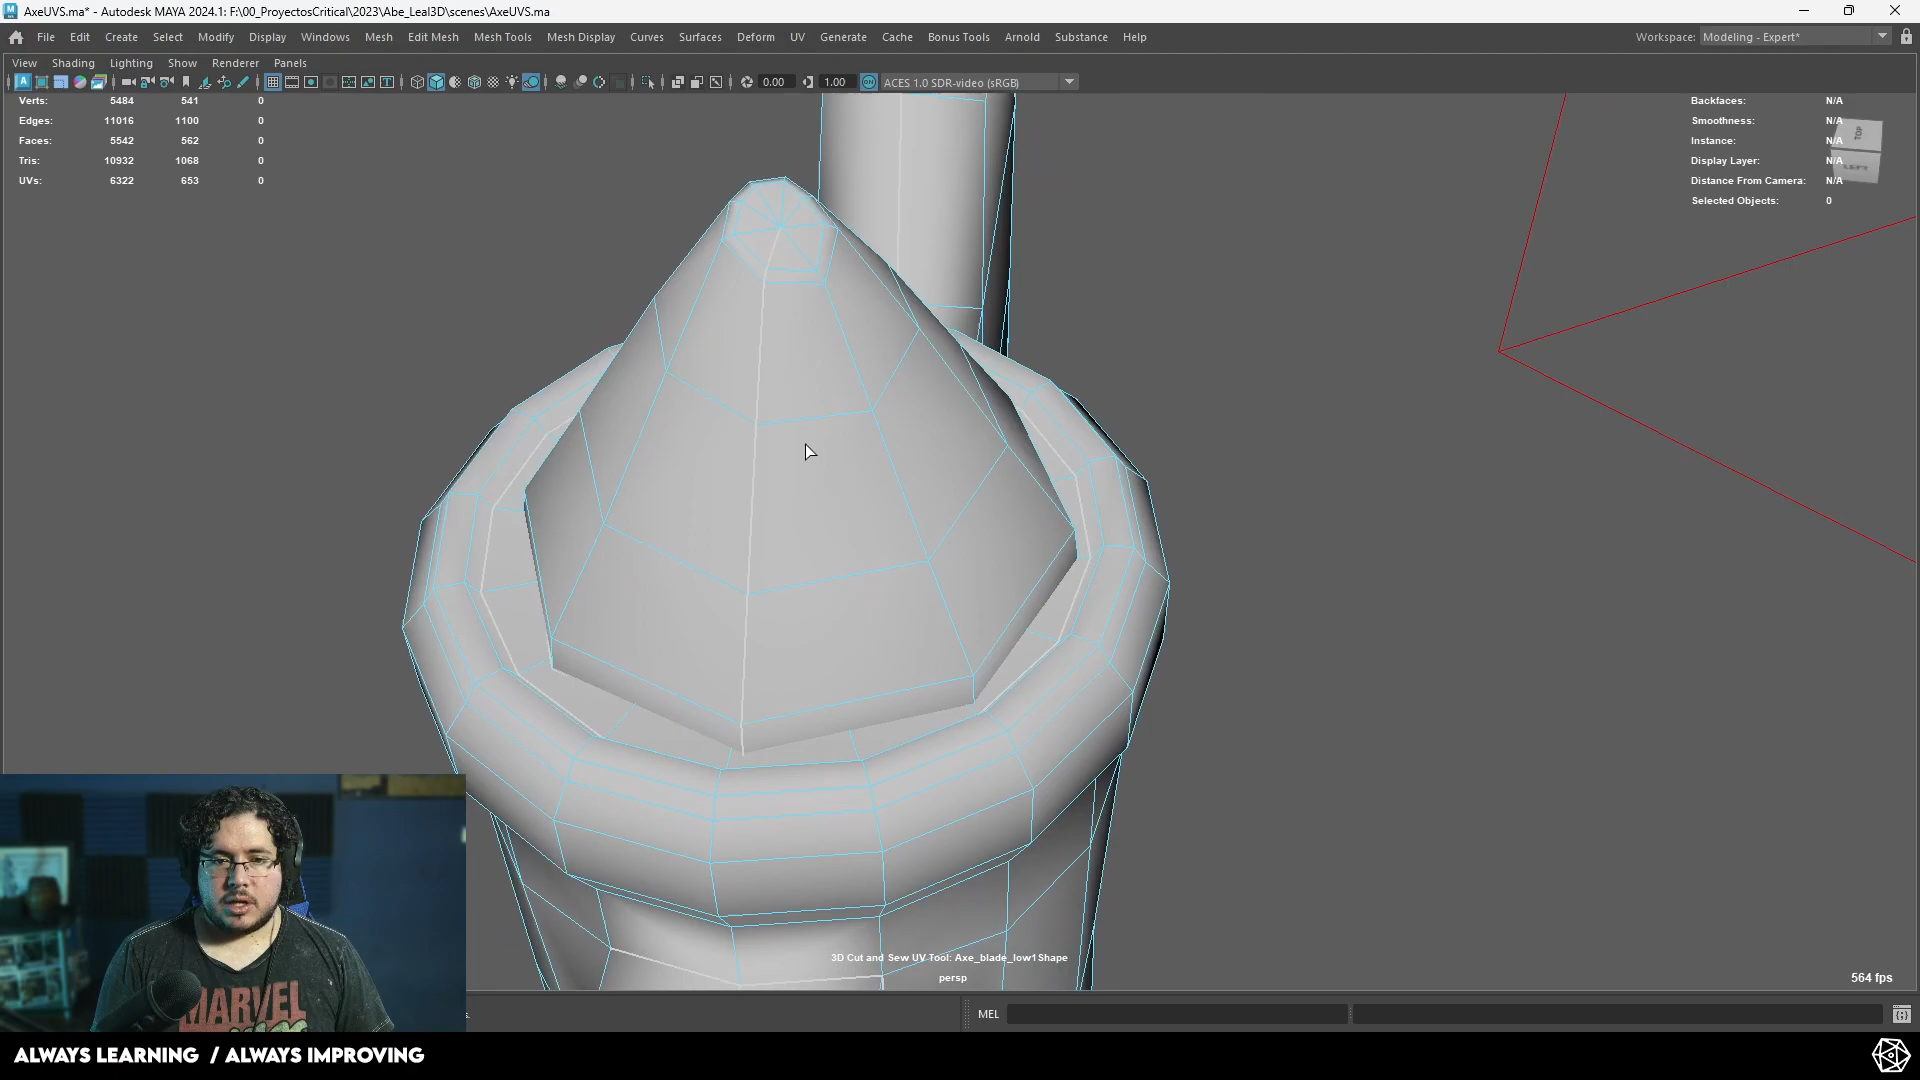 AxeUVS.ma* - Autodesk MAYA 2024.1: F:\00_ProyectosCritical\2023\Abe_Leal3D\scenes\AxeUVS.ma
File Edit Create Select Modify Display Windows Mesh Edit Mesh Mesh Tools Mesh Display Curves Surfaces Deform UV Generate Cache Bonus Tools Arnold Substance Help Workspace: Modeling - Expert*
View Shading Lighting Show Renderer Panels
0.00 1.00 ACES 1.0 SDR-video (sRGB)
Verts: 5484 541 0
Edges: 11016 1100 0
Faces: 5542 562 0
Tris: 10932 1068 0
UVs: 6322 653 0
Backfaces: N/A
Smoothness: N/A
Instance: N/A
Display Layer: N/A
Distance From Camera: N/A
Selected Objects: 0
TOP
3D Cut and Sew UV Tool: Axe_blade_low1Shape
persp
564 fps
MEL
MARVEL
ALWAYS LEARNING / ALWAYS IMPROVING